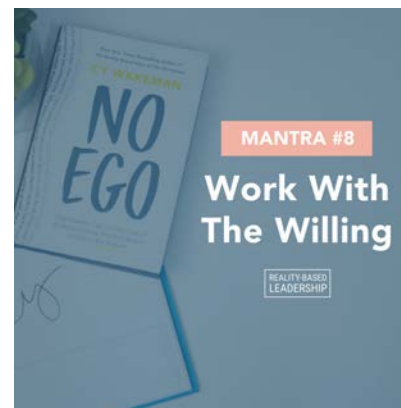 CY WAKEMAN
NO
EGO
MANTRA #8
Work With
The Willing
REALITY-BASED
LEADERSHIP